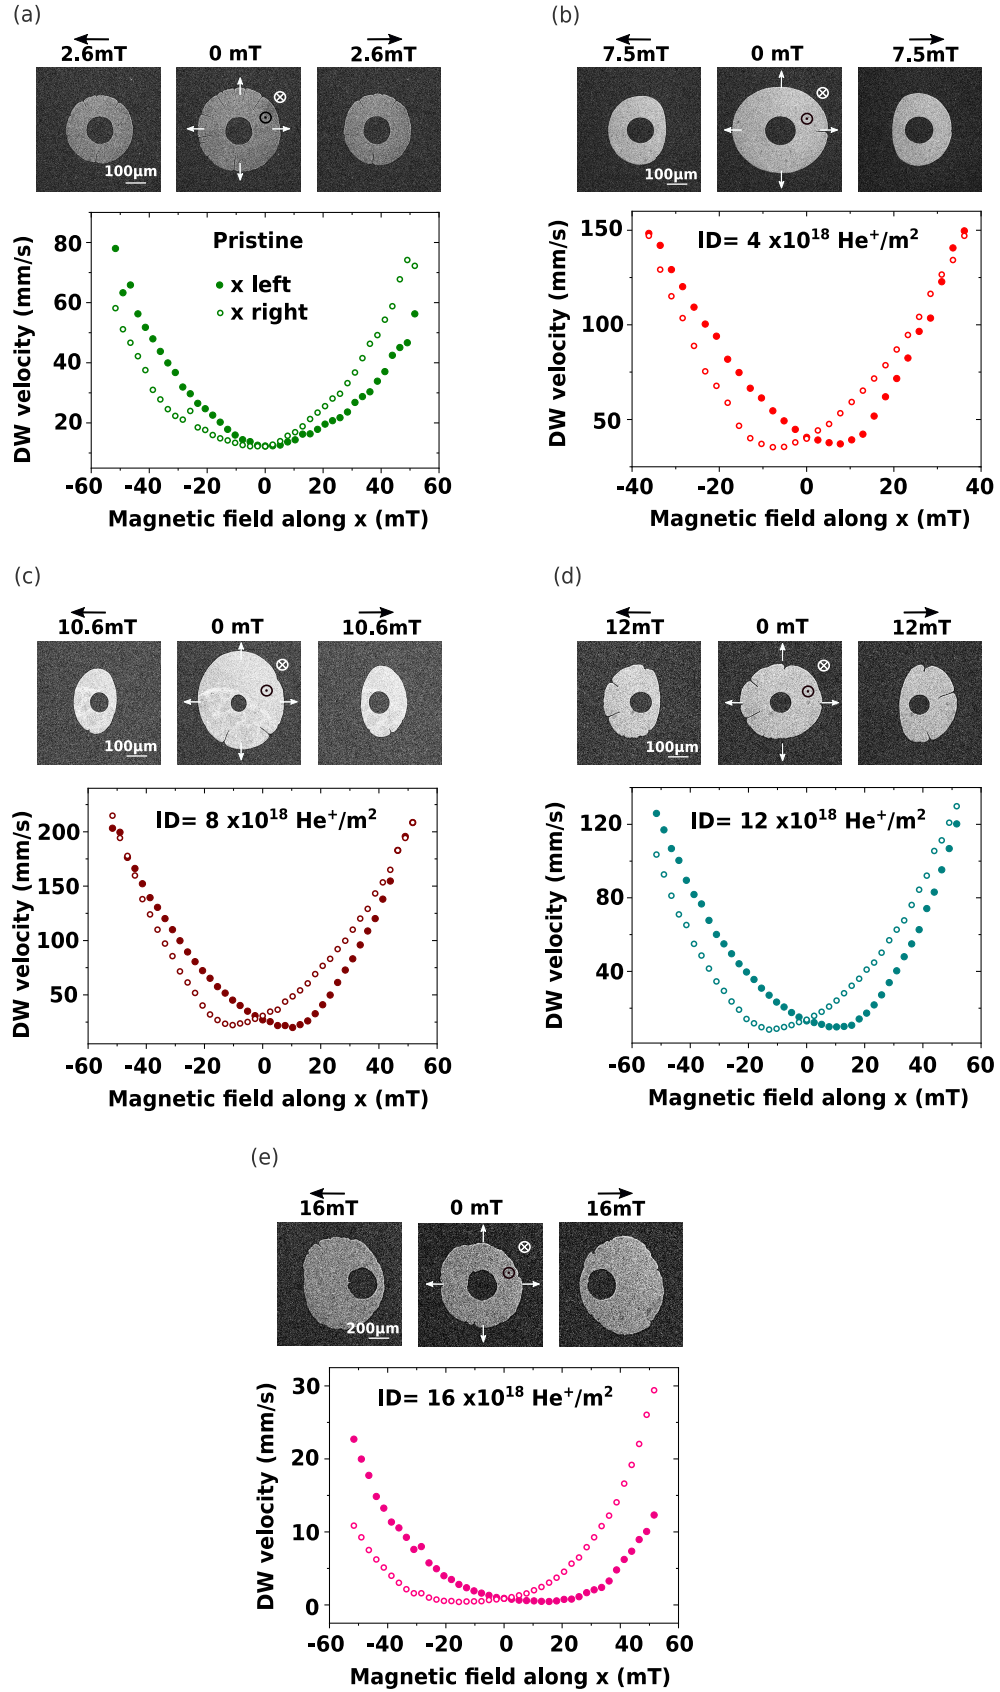 (a)
2.6mT 0 mT 2.6mT
100μm
DW velocity (mm/s)
80
60
40
20
Pristine
x left
x right
-60 -40 -20 0 20 40 60
Magnetic field along x (mT)
(b)
7.5mT 0 mT 7.5mT
100μm
DW velocity (mm/s)
150
100
50
ID= 4 x10¹⁸ He⁺/m²
-40 -20 0 20 40
Magnetic field along x (mT)
(c)
10.6mT 0 mT 10.6mT
100μm
DW velocity (mm/s)
200
150
100
50
ID= 8 x10¹⁸ He⁺/m²
-60 -40 -20 0 20 40 60
Magnetic field along x (mT)
(d)
12mT 0 mT 12mT
100μm
DW velocity (mm/s)
120
80
40
ID= 12 x10¹⁸ He⁺/m²
-60 -40 -20 0 20 40 60
Magnetic field along x (mT)
(e)
16mT 0 mT 16mT
200μm
DW velocity (mm/s)
30
20
10
0
ID= 16 x10¹⁸ He⁺/m²
-60 -40 -20 0 20 40 60
Magnetic field along x (mT)